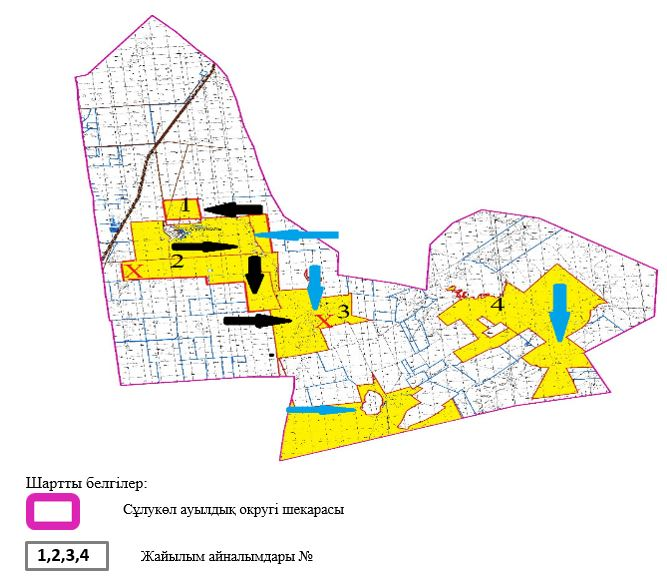 1
2
X
3
X
4
Шартты белгілер:
Сұлукөл ауылдық округі шекарасы
1,2,3,4 Жайылым айналымдары №